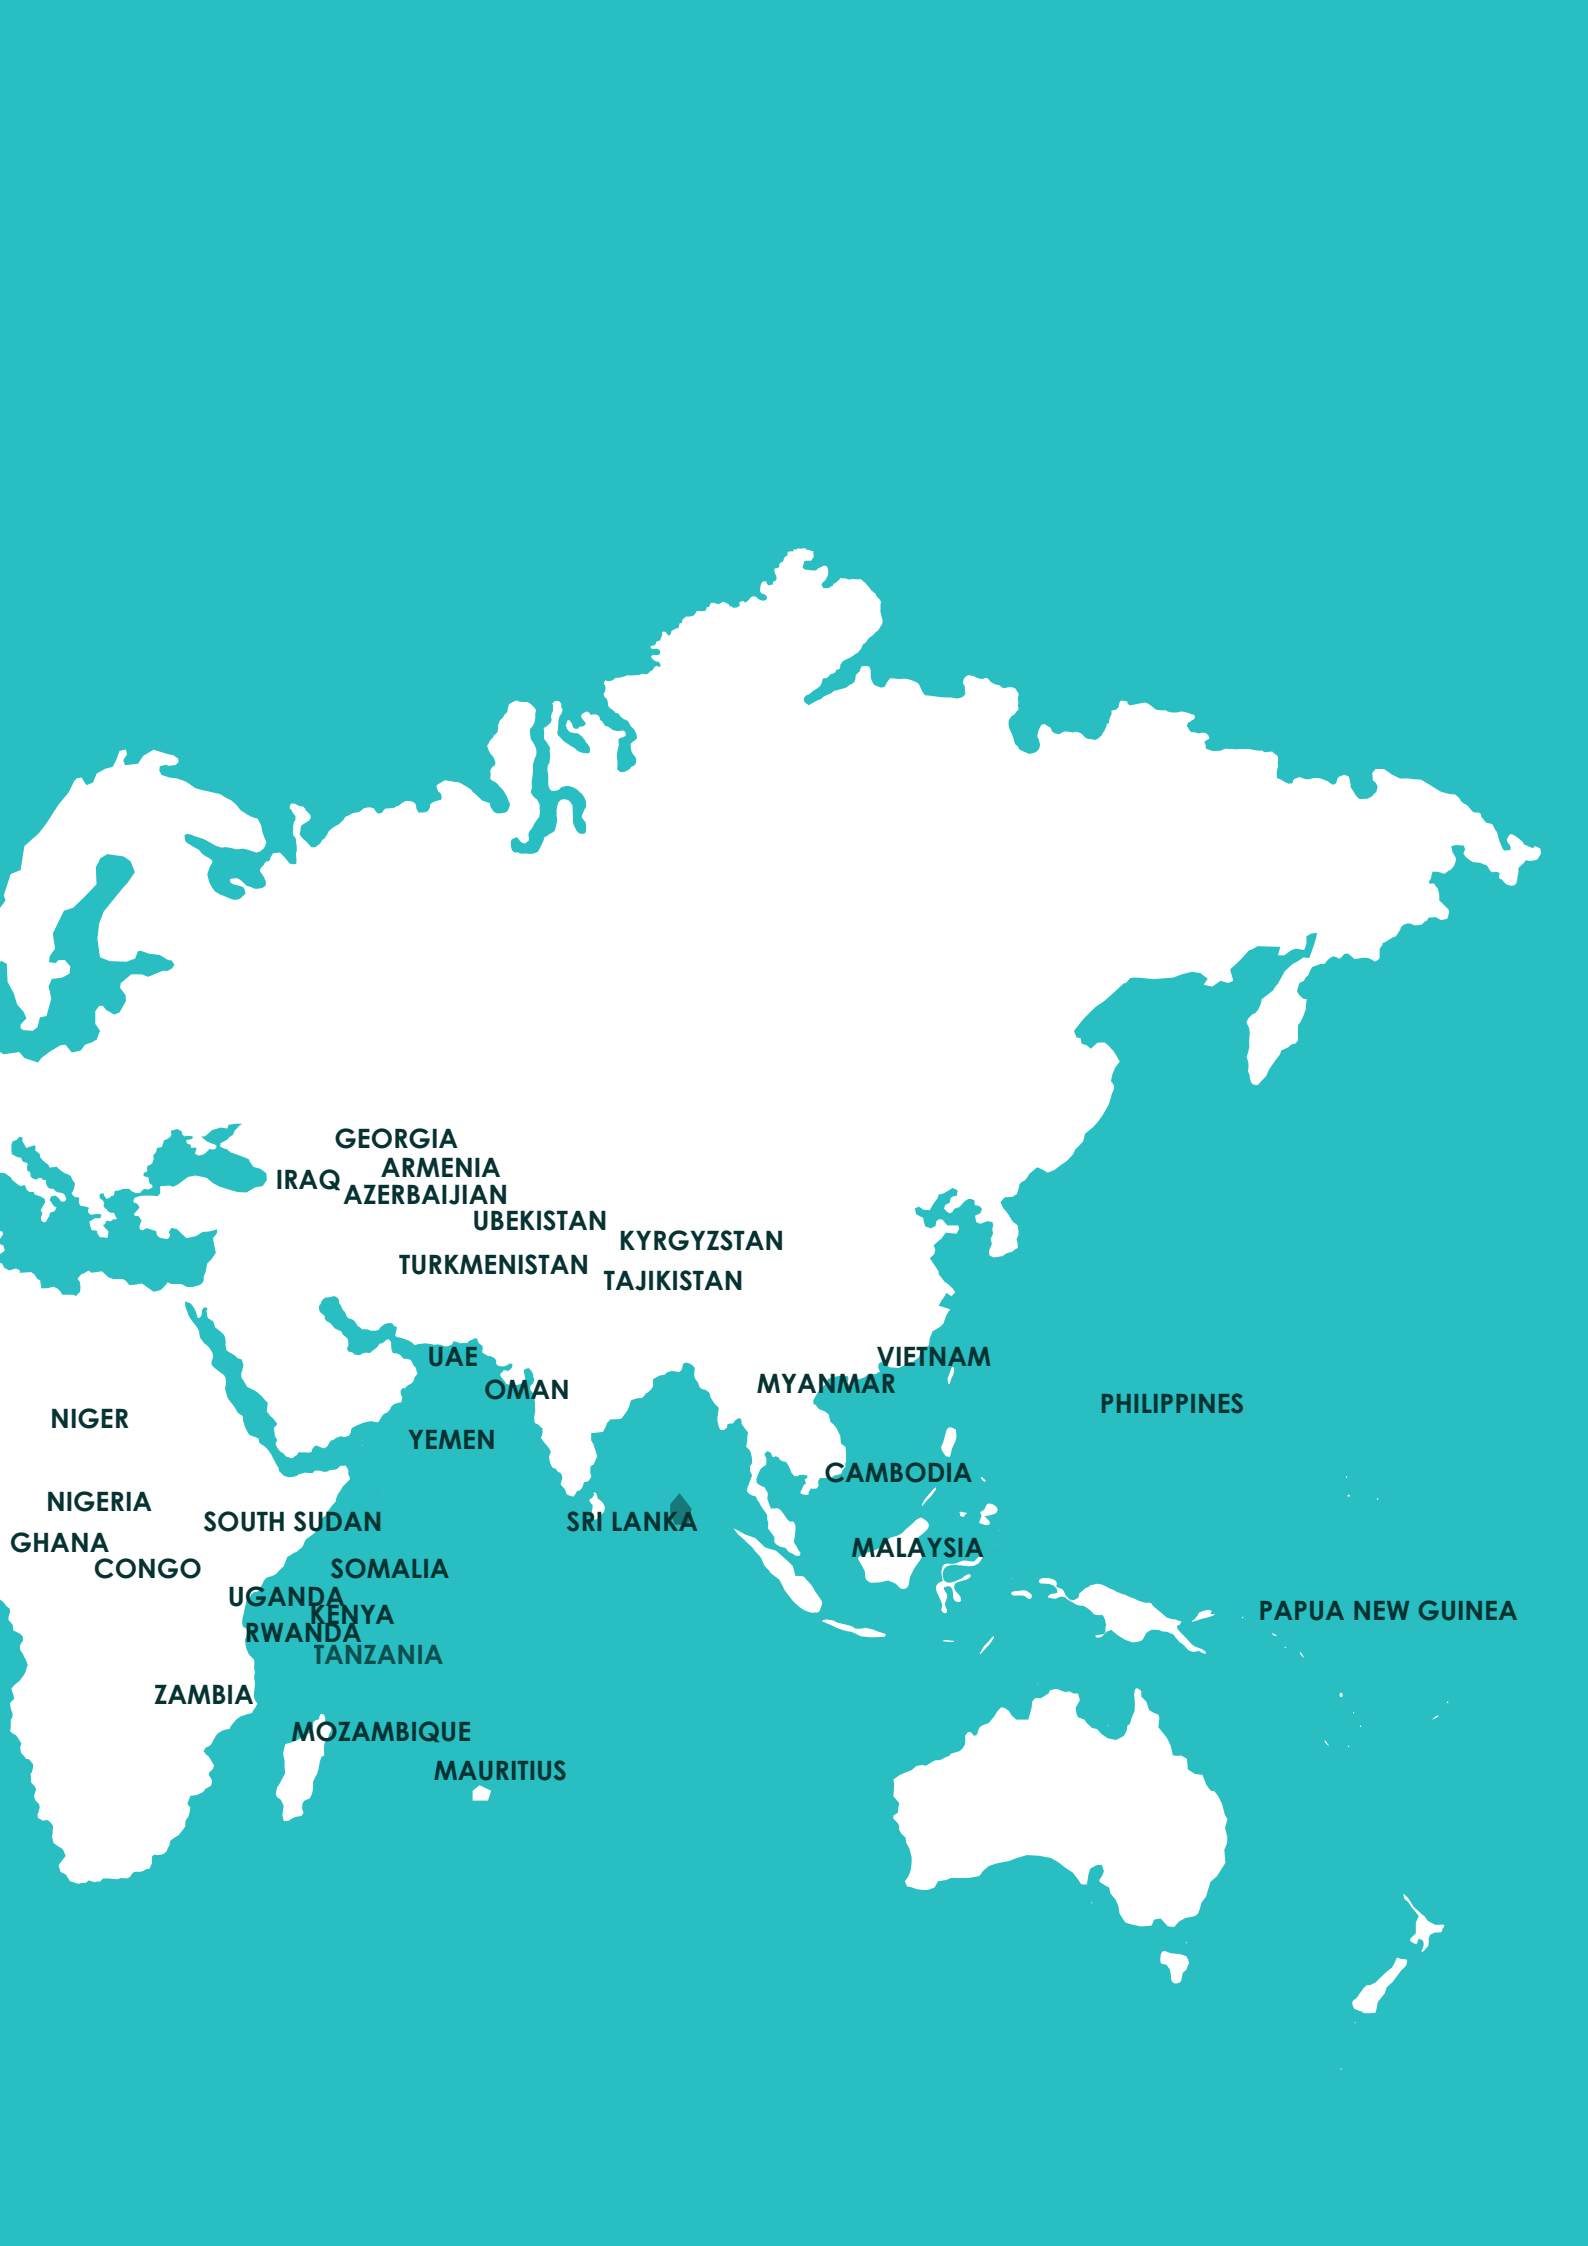 GEORGIA
ARMENIA
IRAQ
AZERBAIJIAN
UBEKISTAN
KYRGYZSTAN
TURKMENISTAN
TAJIKISTAN
UAE
VIETNAM
MYANMAR
OMAN
PHILIPPINES
NIGER
YEMEN
CAMBODIA
NIGERIA
SOUTH SUDAN
SRI LANKA
GHANA
MALAYSIA
CONGO
SOMALIA
UGANDA
KENYA
PAPUA NEW GUINEA
RWANDA
TANZANIA
ZAMBIA
MOZAMBIQUE
MAURITIUS